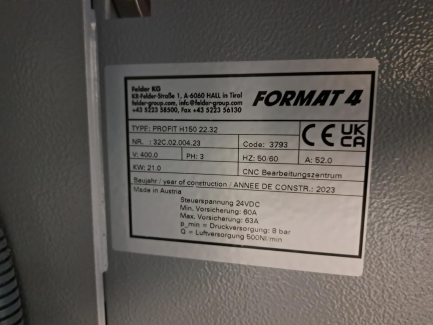 Felder KG
KR-Felder-Straße 1, A-6060 HALL in Tirol
felder-group.com, info@felder-group.com
+43 5223 58500, Fax +43 5223 56130
FORMAT 4
TYPE: PROFIT H150 22.32
NR. : 32C.02.004.23 Code: 3793
CE UK CA
V: 400.0 PH: 3 HZ: 50.60 A: 52.0
KW: 21.0 CNC Bearbeitungszentrum
Baujahr / year of construction / ANNEE DE CONSTR.: 2023
Made in Austria
Steuerspannung 24VDC
Min. Vorsicherung: 60A
Max. Vorsicherung: 63A
p_min = Druckversorgung: 8 bar
Q = Luftversorgung 500Nl/min